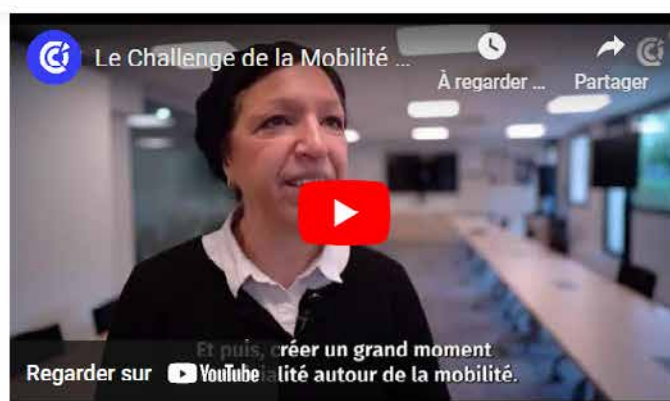 Le Challenge de la Mobilité ...
À regarder ...
Partager
Et puis, créer un grand moment
lité autour de la mobilité.
Regarder sur YouTube